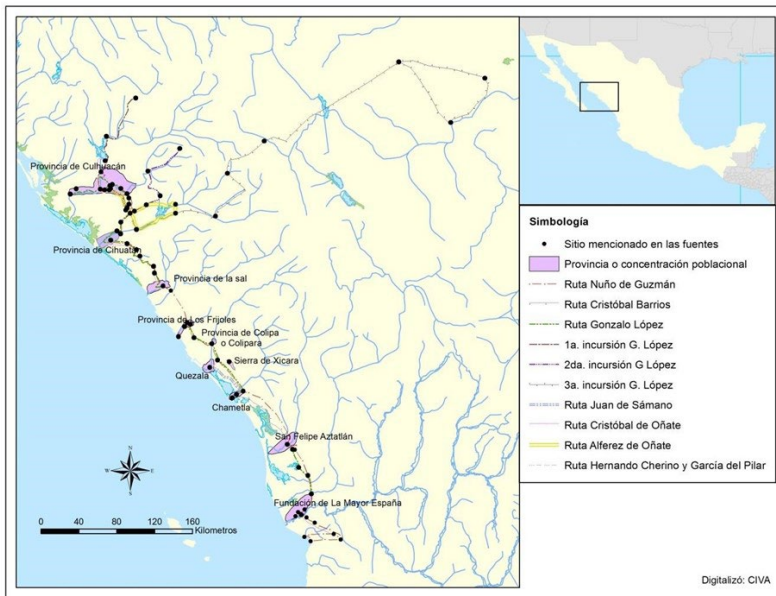 Provincia de Culhuacán
Provincia de Cihuatán
Provincia de la sal
Provincia de Los Frijoles
Provincia de Colipa
o Colipara
Sierra de Xicara
Quezala
Chametla
San Felipe Aztatlán
Fundación de La Mayor España
N
W
E
S
0 40 80 120 160
Kilometros
Simbología
Sitio mencionado en las fuentes
Provincia o concentración poblacional
Ruta Nuño de Guzmán
Ruta Cristóbal Barrios
Ruta Gonzalo López
1a. incursión G. López
2da. incursión G López
3a. incursión G. López
Ruta Juan de Sámano
Ruta Cristóbal de Oñate
Ruta Alferez de Oñate
Ruta Hernando Cherino y García del Pilar
Digitalizó: CIVA